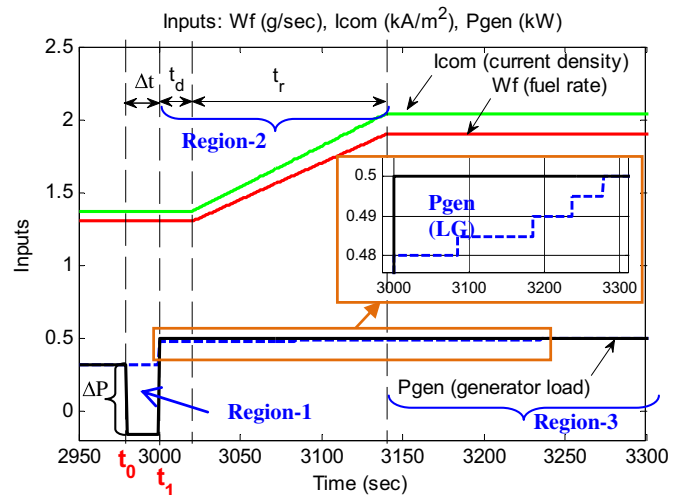 Inputs: Wf (g/sec), Icom (kA/m²), Pgen (kW)
Δt
t_d
t_r
Icom (current density)
Wf (fuel rate)
Region-2
2.5
2
1.5
1
0.5
0
Inputs
0.5
0.49
0.48
Pgen
(LG)
3000
3100
3200
3300
ΔP
Region-1
Pgen (generator load)
Region-3
2950
3000
3050
3100
3150
3200
3250
3300
t₀
t₁
Time (sec)